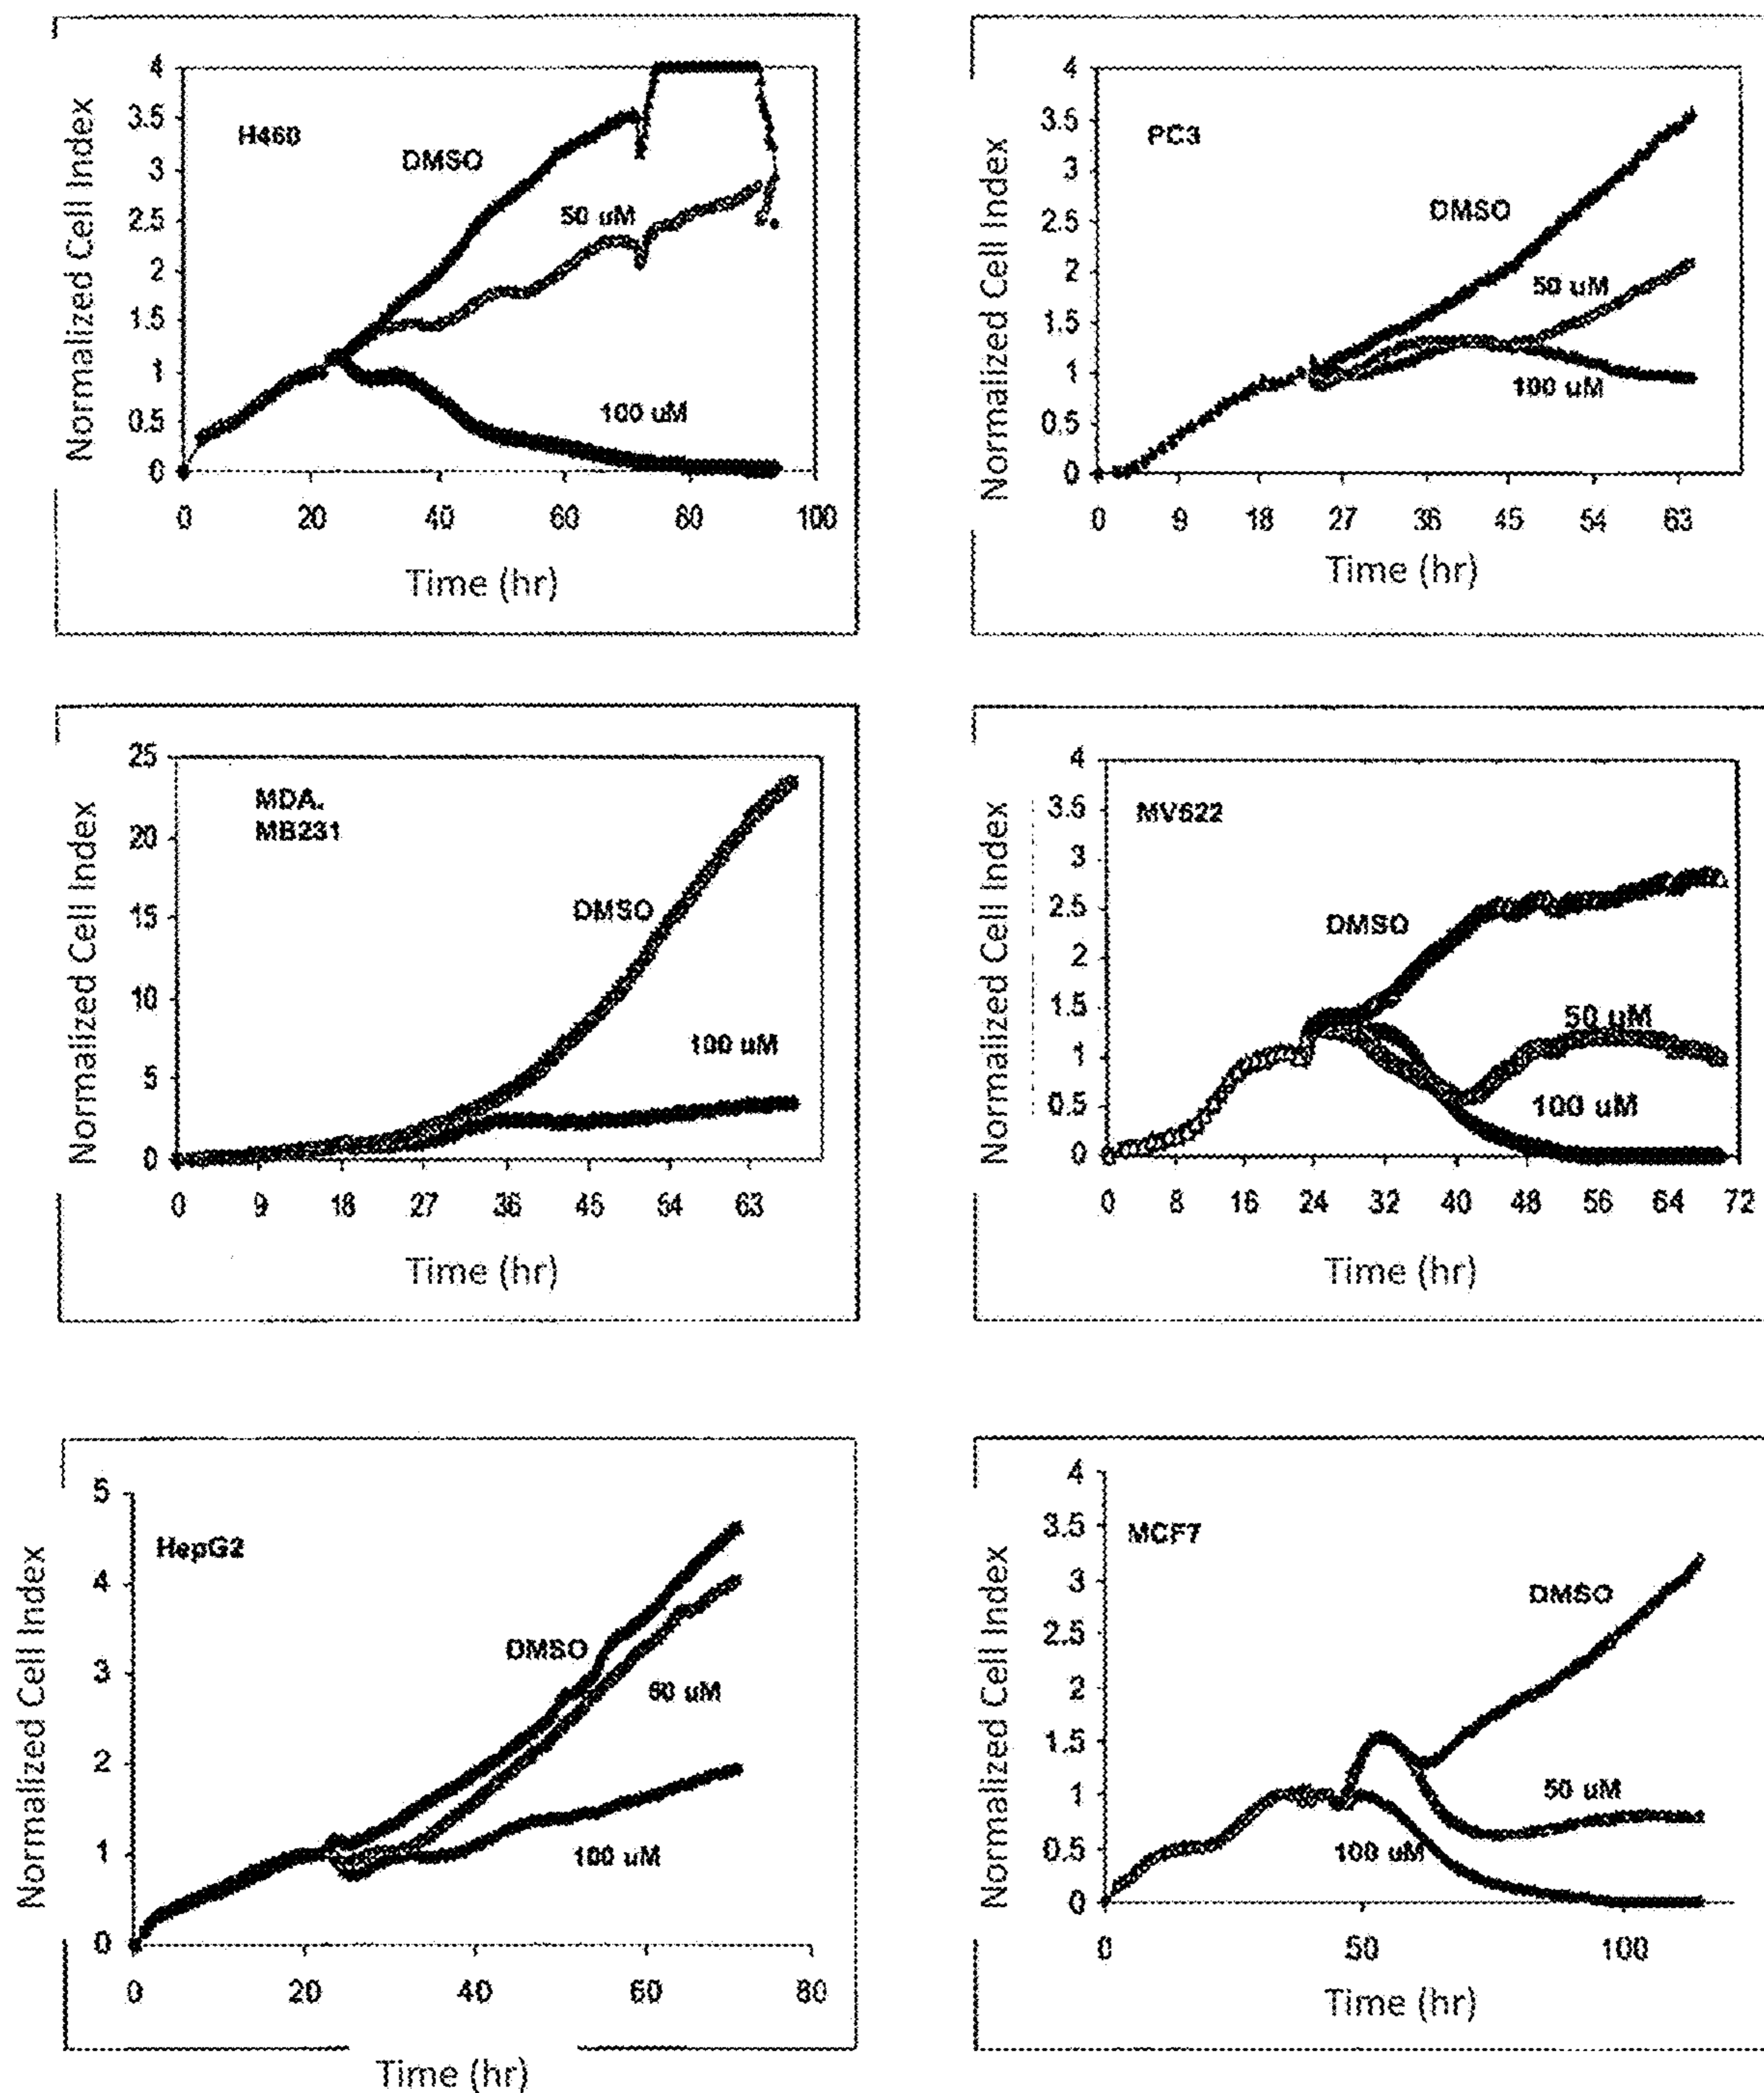 Normalized Cell Index
4
3.5
3
2.5
2
1.5
1
0.5
0
H460
DMSO
50 uM
100 uM
0 20 40 60 80 100
Time (hr)
Normalized Cell Index
4
3.5
3
2.5
2
1.5
1
0.5
0
PC3
DMSO
50 uM
100 uM
0 9 18 27 36 45 54 63
Time (hr)
Normalized Cell Index
25
20
15
10
5
0
MDA.
MB231
DMSO
100 uM
0 9 18 27 36 45 54 63
Time (hr)
Normalized Cell Index
4
3.5
3
2.5
2
1.5
1
0.5
0
MV522
DMSO
50 uM
100 uM
0 8 16 24 32 40 48 56 64 72
Time (hr)
Normalized Cell Index
5
4
3
2
1
0
HepG2
DMSO
50 uM
100 uM
0 20 40 60 80
Time (hr)
Normalized Cell Index
4
3.5
3
2.5
2
1.5
1
0.5
0
MCF7
DMSO
50 uM
100 uM
0 50 100
Time (hr)